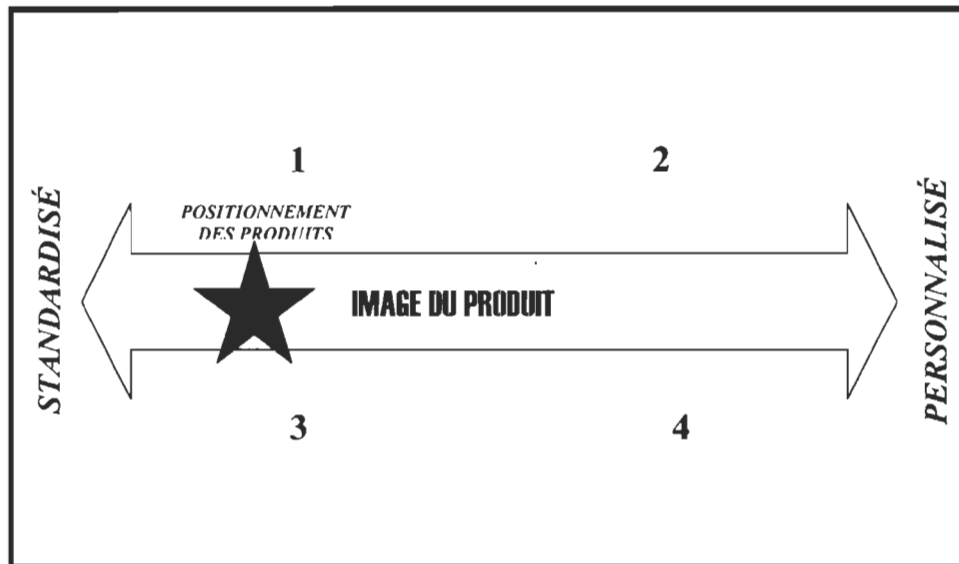 1
2
STANDARDISÉ
POSITIONNEMENT
DES PRODUITS
IMAGE DU PRODUIT
PERSONNALISÉ
3
4